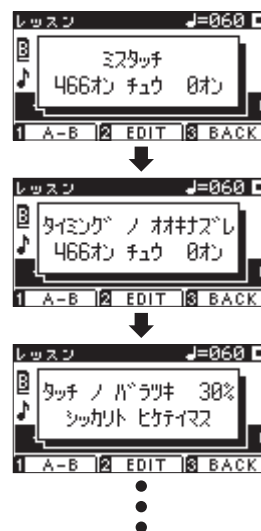 レッスン ♩=060
B
ミスタッチ
♪
466オン チュウ 0オン
1 A-B 2 EDIT 3 BACK
レッスン ♩=060
B
タイミング ノ オオキナズレ
♪
466オン チュウ 0オン
1 A-B 2 EDIT 3 BACK
レッスン ♩=060
B
タッチ ノ バラツキ 30%
♪
シッカリト ヒケテイマス
1 A-B 2 EDIT 3 BACK